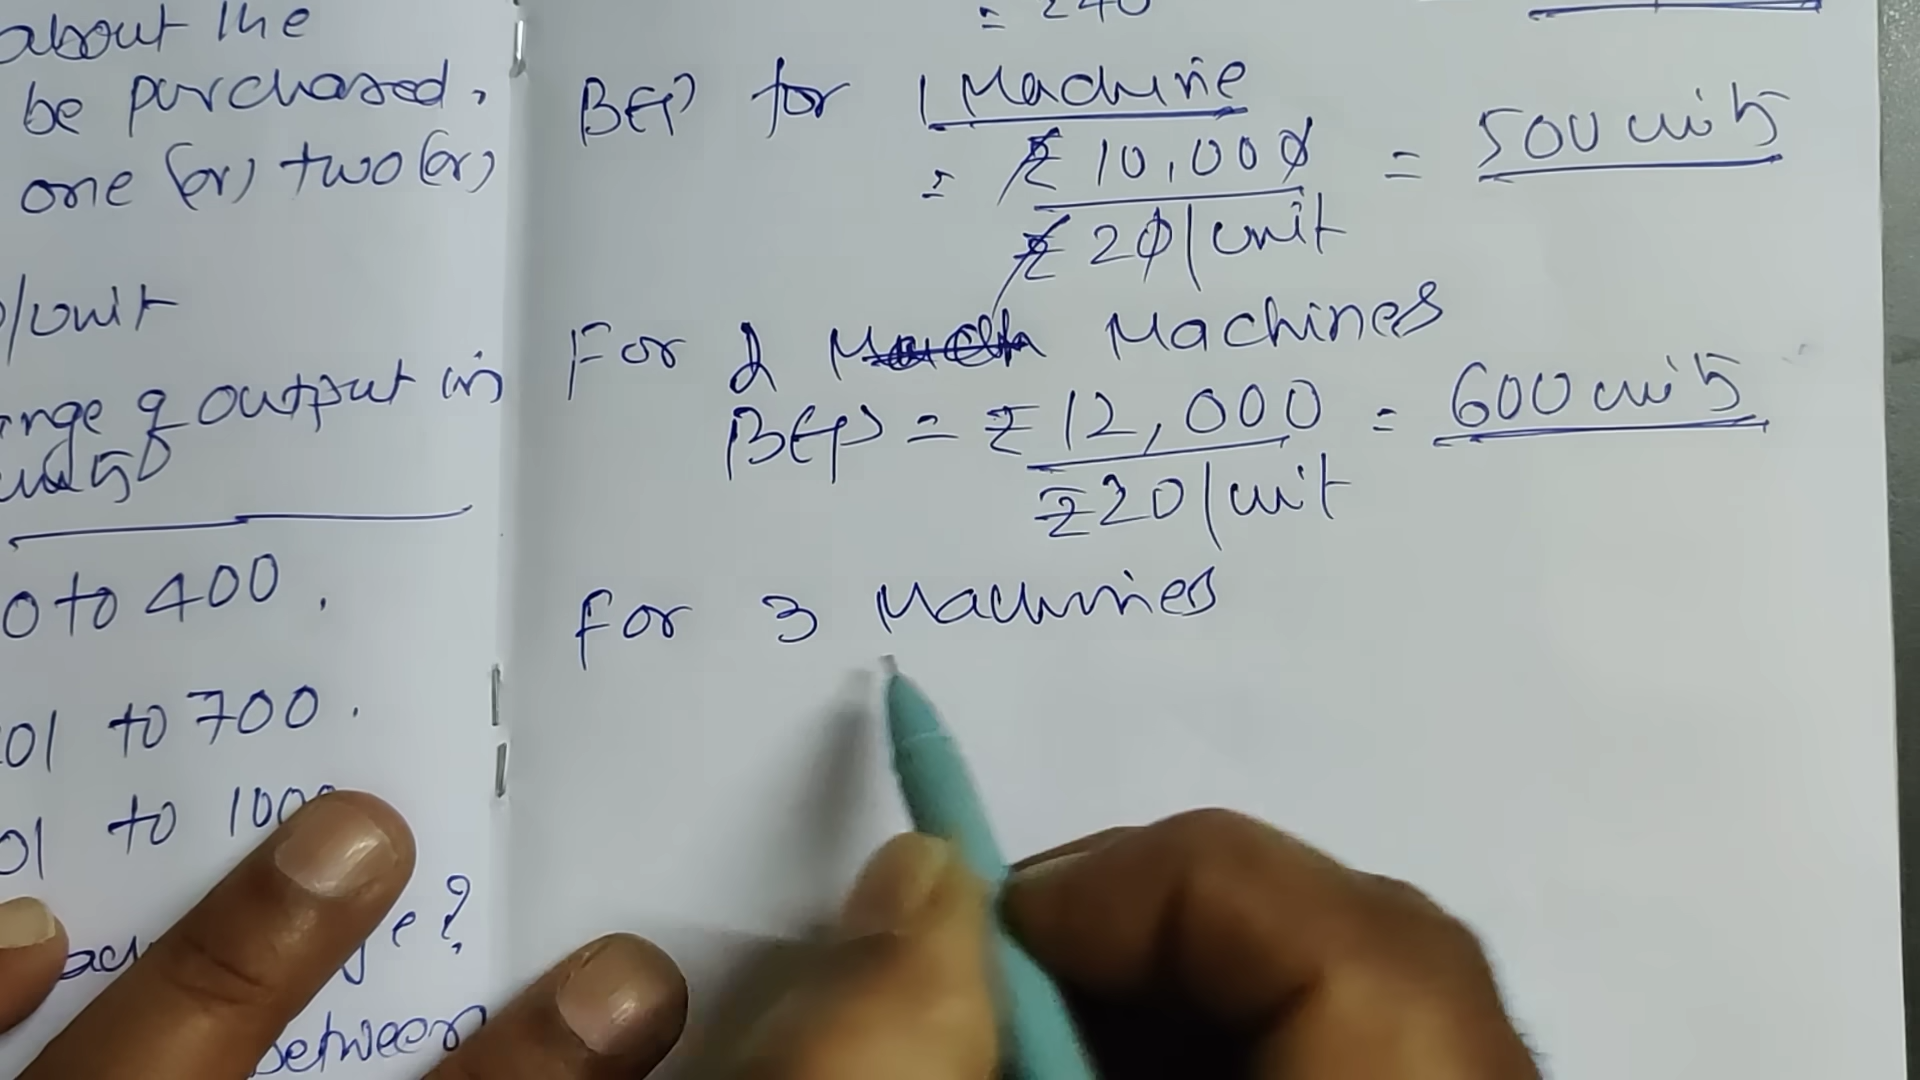 about the
be purchased,
one (or) two (or)
/unit
output in
0 to 400.
01 to 700.
01 to 100
e?
between
= 240
BEP for 1 Machine
= ₹ 10,000 = 500 units
₹ 20/unit
For 2 Machines
BEP = ₹ 12,000 = 600 units
₹ 20/unit
For 3 Machines